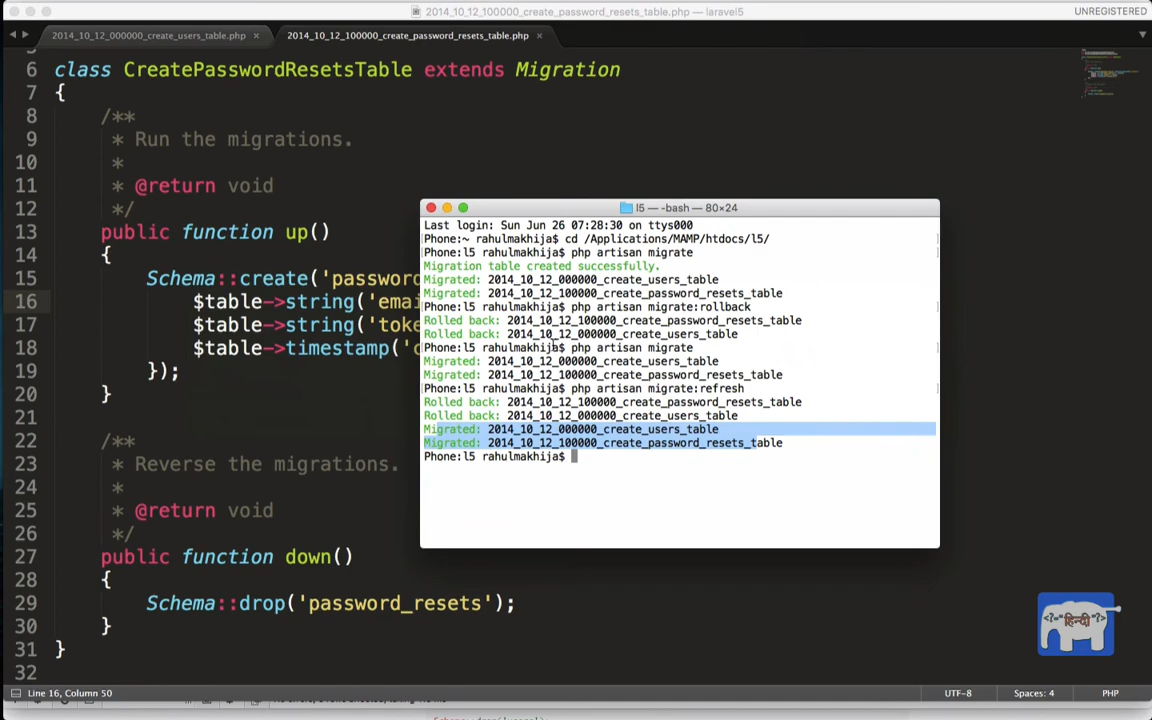 2014_10_12_100000_create_password_resets_table.php — laravel5
UNREGISTERED
2014_10_12_000000_create_users_table.php ×
2014_10_12_100000_create_password_resets_table.php ×
6 class CreatePasswordResetsTable extends Migration
7 {
8 /**
9 * Run the migrations.
10 *
11 * @return void
12 */
13 public function up()
14 {
15 Schema::create('password
16 $table->string('emai
17 $table->string('toke
18 $table->timestamp('c
19 });
20 }
21
22 /**
23 * Reverse the migrations.
24 *
25 * @return void
26 */
27 public function down()
28 {
29 Schema::drop('password_resets');
30 }
31 }
32
l5 — -bash — 80×24
Last login: Sun Jun 26 07:28:30 on ttys000
[Phone:~ rahulmakhija$ cd /Applications/MAMP/htdocs/l5/ ]
[Phone:l5 rahulmakhija$ php artisan migrate ]
Migration table created successfully.
Migrated: 2014_10_12_000000_create_users_table
Migrated: 2014_10_12_100000_create_password_resets_table
[Phone:l5 rahulmakhija$ php artisan migrate:rollback ]
Rolled back: 2014_10_12_100000_create_password_resets_table
Rolled back: 2014_10_12_000000_create_users_table
[Phone:l5 rahulmakhija$ php artisan migrate ]
Migrated: 2014_10_12_000000_create_users_table
Migrated: 2014_10_12_100000_create_password_resets_table
[Phone:l5 rahulmakhija$ php artisan migrate:refresh ]
Rolled back: 2014_10_12_100000_create_password_resets_table
Rolled back: 2014_10_12_000000_create_users_table
Migrated: 2014_10_12_000000_create_users_table
Migrated: 2014_10_12_100000_create_password_resets_table
Phone:l5 rahulmakhija$
<?="हिन्दी"?>
Line 16, Column 50
UTF-8
Spaces: 4
PHP